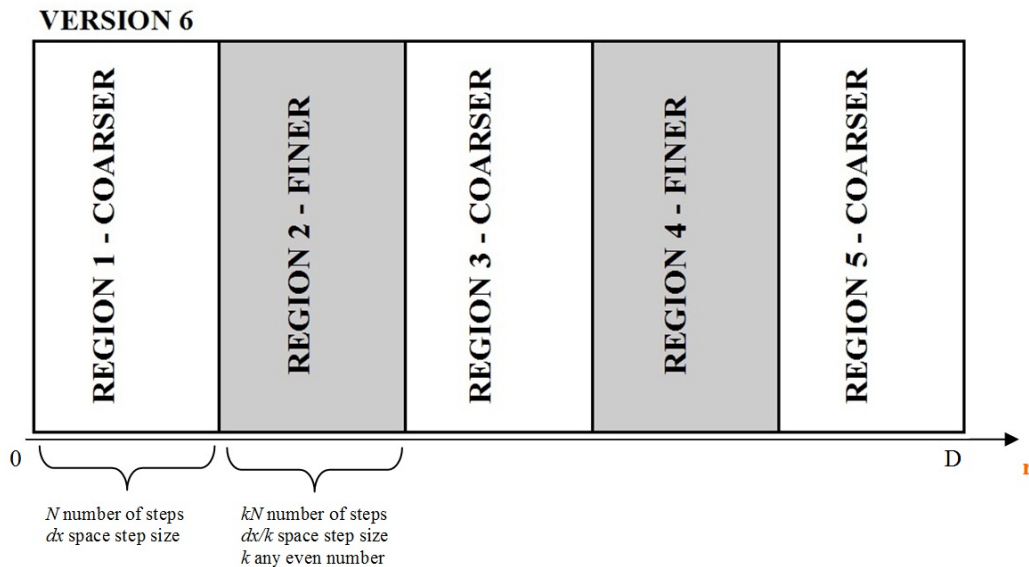 VERSION 6
REGION 1 - COARSER
REGION 2 - FINER
REGION 3 - COARSER
REGION 4 - FINER
REGION 5 - COARSER
0
D
r
N number of steps
dx space step size
kN number of steps
dx/k space step size
k any even number